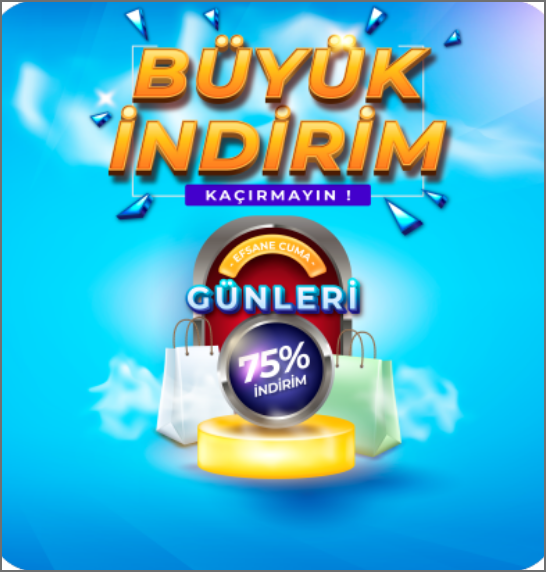 BÜYÜK
İNDİRİM
KAÇIRMAYIN !
- EFSANE CUMA -
GÜNLERİ
75%
İNDİRİM